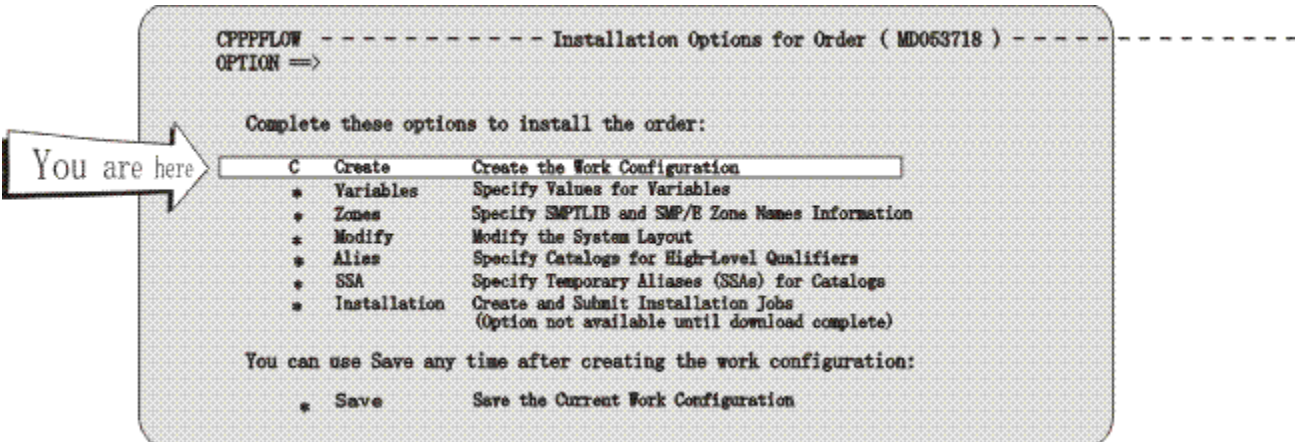 CPPPFLOW - - - - - - - - - - - Installation Options for Order ( MD053718 ) - - - - - - - - - - - - - -
OPTION ==>
Complete these options to install the order:
You are here
C Create Create the Work Configuration
* Variables Specify Values for Variables
* Zones Specify SMPTLIB and SMP/E Zone Names Information
* Modify Modify the System Layout
* Alias Specify Catalogs for High-Level Qualifiers
* SSA Specify Temporary Aliases (SSAs) for Catalogs
* Installation Create and Submit Installation Jobs
(Option not available until download complete)
You can use Save any time after creating the work configuration:
* Save Save the Current Work Configuration